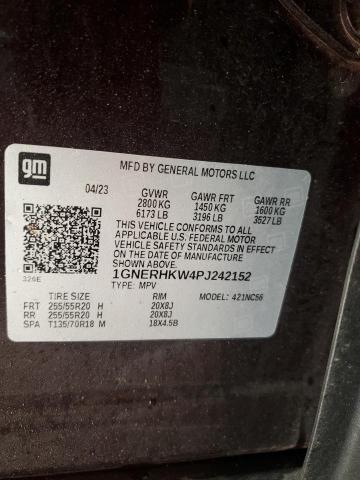 gm
MFD BY GENERAL MOTORS LLC
04/23 GVWR GAWR FRT GAWR RR
2800 KG 1450 KG 1600 KG
6173 LB 3196 LB 3527 LB
THIS VEHICLE CONFORMS TO ALL
APPLICABLE U.S. FEDERAL MOTOR
VEHICLE SAFETY STANDARDS IN
EFFECT ON THE DATE OF MANUFACTURE
SHOWN ABOVE.
1GNERHKW4PJ242152
326E TYPE: MPV
TIRE SIZE RIM MODEL: 421NC56
FRT 255/55R20 H 20X8J
RR 255/55R20 H 20X8J
SPA T135/70R18 M 18X4.5B